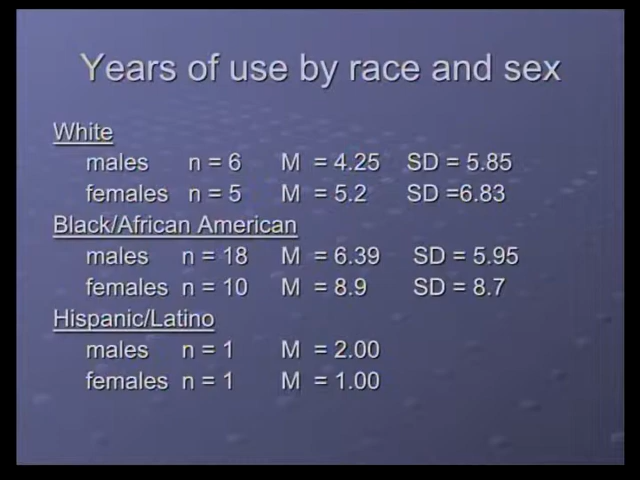 Years of use by race and sex
White
males n = 6 M = 4.25 SD = 5.85
females n = 5 M = 5.2 SD =6.83
Black/African American
males n = 18 M = 6.39 SD = 5.95
females n = 10 M = 8.9 SD = 8.7
Hispanic/Latino
males n = 1 M = 2.00
females n = 1 M = 1.00